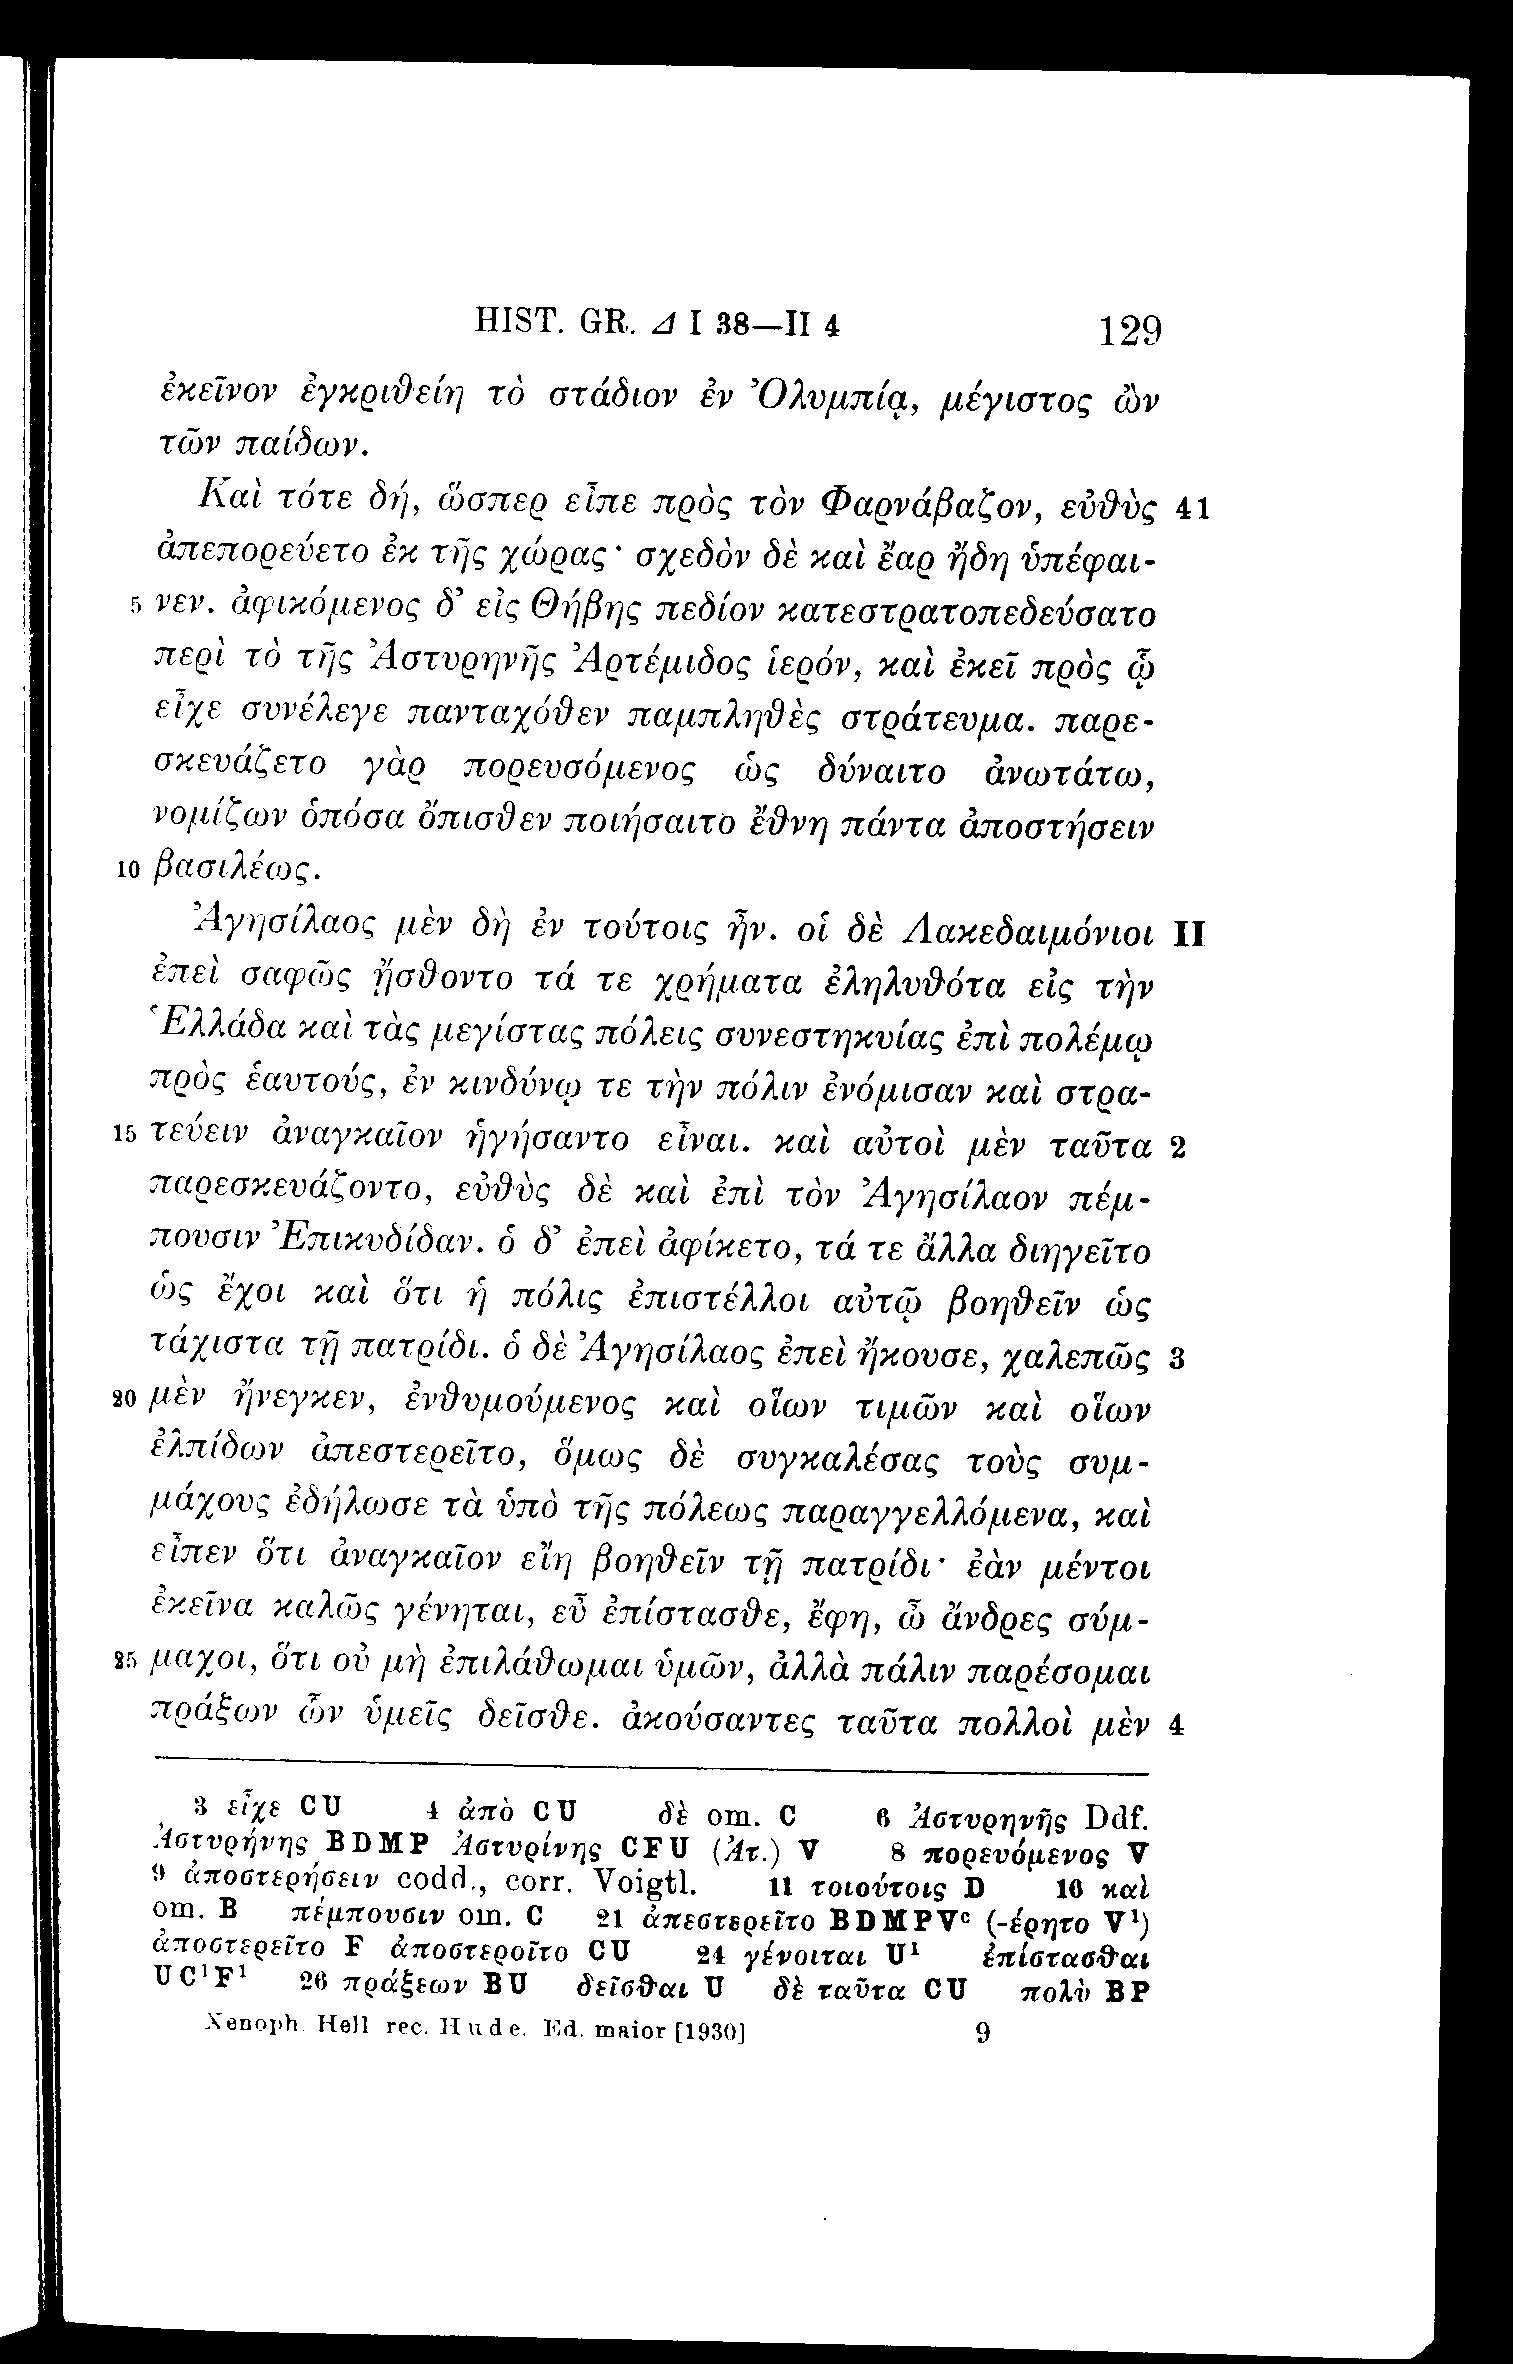 HIST. GR. Δ I 38—II 4 129
ἐκεῖνον ἐγκριθείη τὸ στάδιον ἐν Ὀλυμπίᾳ, μέγιστος ὢν
τῶν παίδων.
Καὶ τότε δή, ὥσπερ εἶπε πρὸς τὸν Φαρνάβαζον, εὐθὺς 41
ἀπεπορεύετο ἐκ τῆς χώρας· σχεδὸν δὲ καὶ ἔαρ ἤδη ὑπέφαι-
5 νεν. ἀφικόμενος δ’ εἰς Θήβης πεδίον κατεστρατοπεδεύσατο
περὶ τὸ τῆς Ἀστυρηνῆς Ἀρτέμιδος ἱερόν, καὶ ἐκεῖ πρὸς ᾧ
εἶχε συνέλεγε πανταχόθεν παμπληθὲς στράτευμα. παρε-
σκευάζετο γὰρ πορευσόμενος ὡς δύναιτο ἀνωτάτω,
νομίζων ὁπόσα ὄπισθεν ποιήσαιτο ἔθνη πάντα ἀποστήσειν
10 βασιλέως.
Ἀγησίλαος μὲν δὴ ἐν τούτοις ἦν. οἱ δὲ Λακεδαιμόνιοι II
ἐπεὶ σαφῶς ᾔσθοντο τά τε χρήματα ἐληλυθότα εἰς τὴν
Ἑλλάδα καὶ τὰς μεγίστας πόλεις συνεστηκυίας ἐπὶ πολέμῳ
πρὸς ἑαυτούς, ἐν κινδύνῳ τε τὴν πόλιν ἐνόμισαν καὶ στρα-
15 τεύειν ἀναγκαῖον ἡγήσαντο εἶναι. καὶ αὐτοὶ μὲν ταῦτα 2
παρεσκευάζοντο, εὐθὺς δὲ καὶ ἐπὶ τὸν Ἀγησίλαον πέμ-
πουσιν Ἐπικυδίδαν. ὁ δ’ ἐπεὶ ἀφίκετο, τά τε ἄλλα διηγεῖτο
ὡς ἔχοι καὶ ὅτι ἡ πόλις ἐπιστέλλοι αὐτῷ βοηθεῖν ὡς
τάχιστα τῇ πατρίδι. ὁ δὲ Ἀγησίλαος ἐπεὶ ἤκουσε, χαλεπῶς 3
20 μὲν ἤνεγκεν, ἐνθυμούμενος καὶ οἵων τιμῶν καὶ οἵων
ἐλπίδων ἀπεστερεῖτο, ὅμως δὲ συγκαλέσας τοὺς συμ-
μάχους ἐδήλωσε τὰ ὑπὸ τῆς πόλεως παραγγελλόμενα, καὶ
εἶπεν ὅτι ἀναγκαῖον εἴη βοηθεῖν τῇ πατρίδι· ἐὰν μέντοι
ἐκεῖνα καλῶς γένηται, εὖ ἐπίστασθε, ἔφη, ὦ ἄνδρες σύμ-
25 μαχοι, ὅτι οὐ μὴ ἐπιλάθωμαι ὑμῶν, ἀλλὰ πάλιν παρέσομαι
πράξων ὧν ὑμεῖς δεῖσθε. ἀκούσαντες ταῦτα πολλοὶ μὲν 4
3 εἶχε CU 4 ἀπὸ CU δὲ om. C 6 Ἀστυρηνῆς Ddf.
Ἀστυρήνης BDMP Ἀστυρίνης CFU (Ἀτ.) V 8 πορευόμενος V
9 ἀποστερήσειν codd., corr. Voigtl. 11 τοιούτοις D 16 καὶ
om. B πέμπουσιν om. C 21 ἀπεστερεῖτο BDMPVᶜ (-έρητο V¹)
ἀποστερεῖτο F ἀποστεροῖτο CU 24 γένοιται U¹ ἐπίστασθαι
UC¹F¹ 26 πράξεων BU δεῖσθαι U δὲ ταῦτα CU πολὺ BP
Xenoph. Hell rec. Hude. Ed. maior [1930] 9